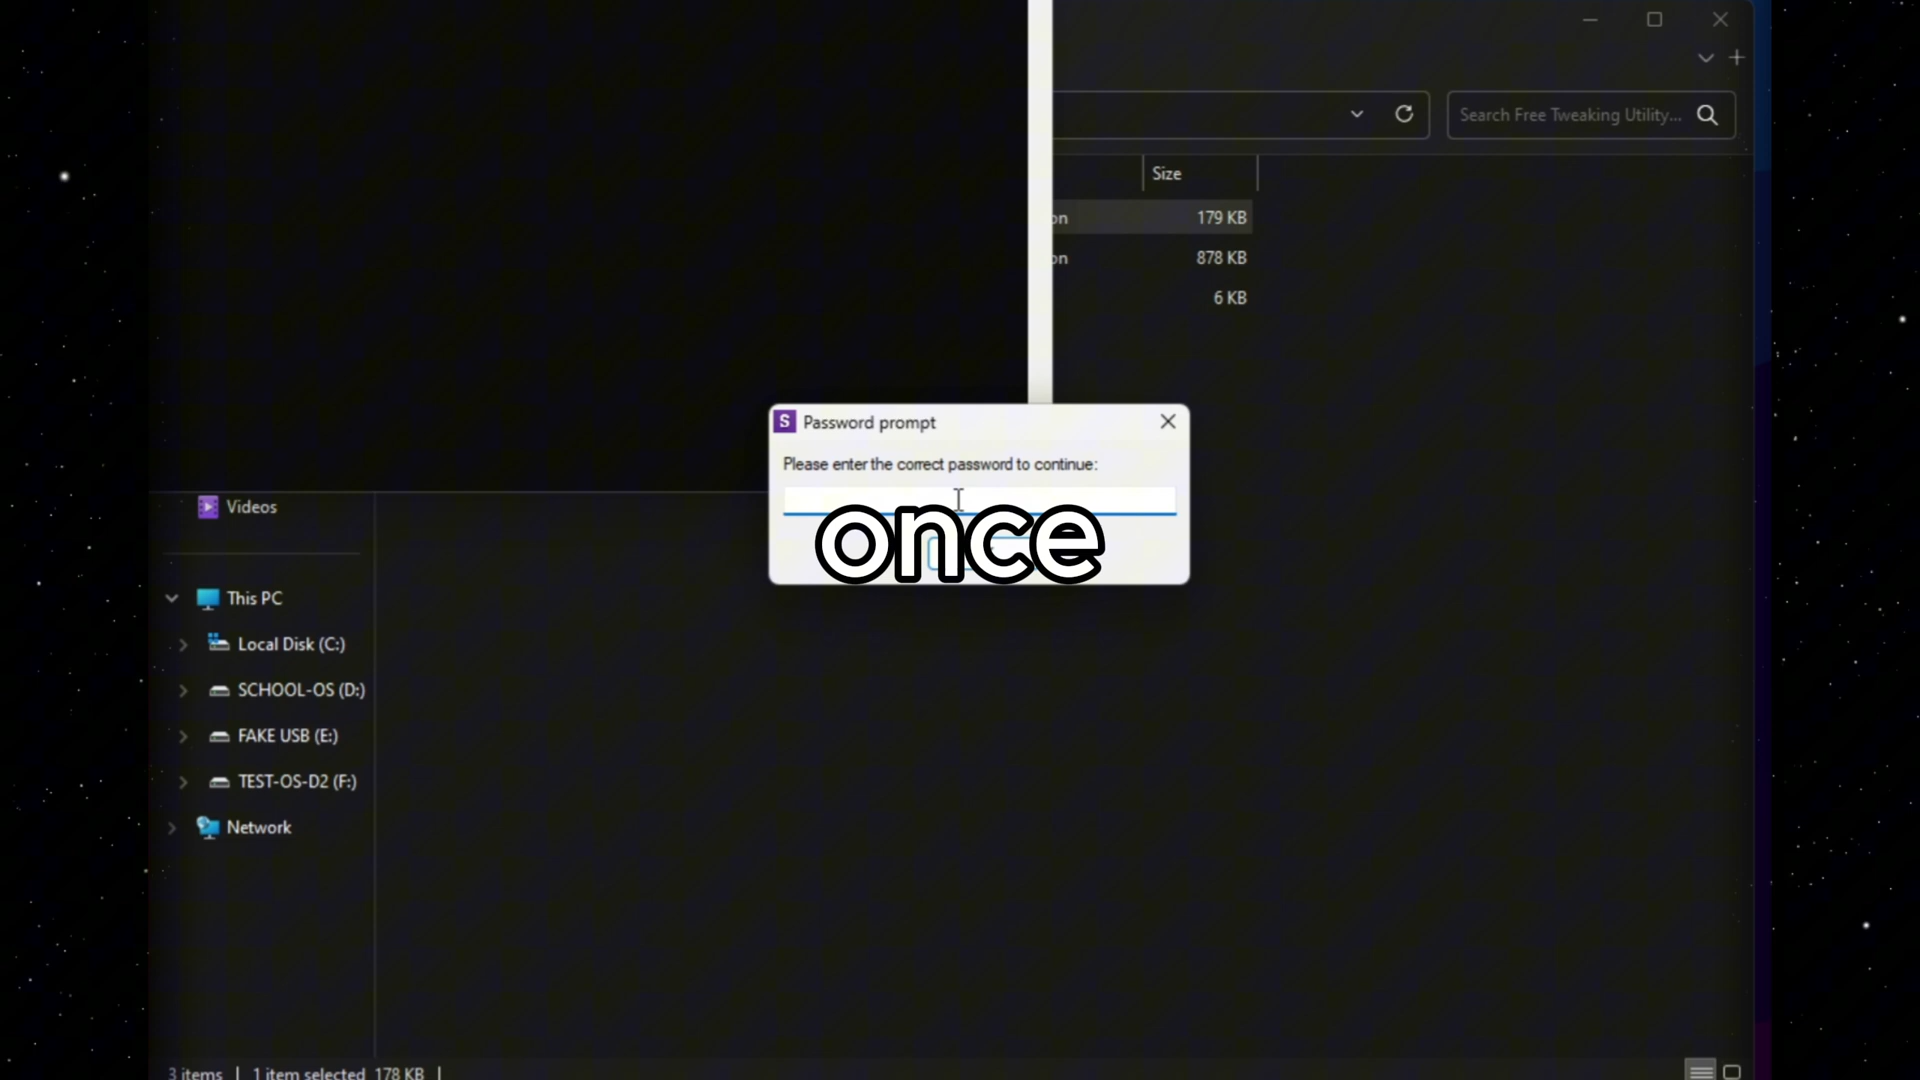 Search Free Tweaking Utility...
Size
on 179 KB
on 878 KB
6 KB
S Password prompt
Please enter the correct password to continue:
once
Videos
This PC
Local Disk (C:)
SCHOOL-OS (D:)
FAKE USB (E:)
TEST-OS-D2 (F:)
Network
3 items | 1 item selected 178 KB |